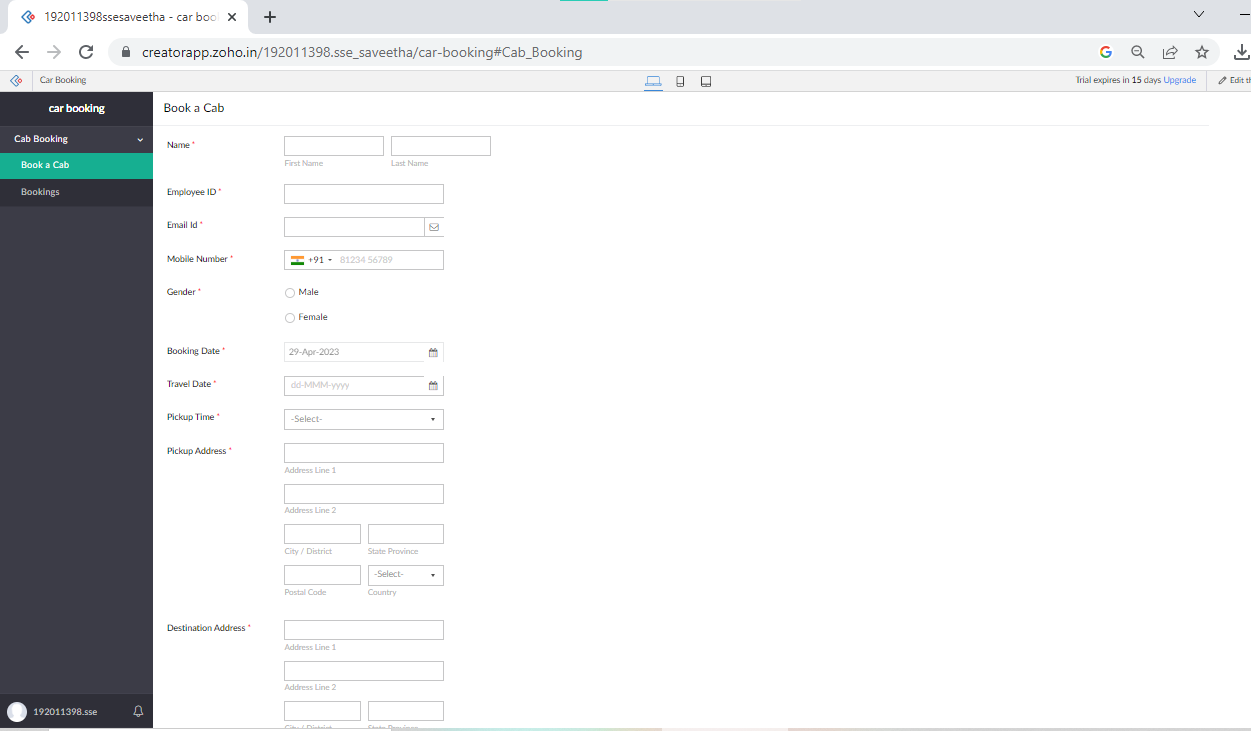 192011398ssesaveetha - car boo
creatorapp.zoho.in/192011398.sse_saveetha/car-booking#Cab_Booking
Car Booking
Trial expires in 15 days Upgrade
Edit th
car booking
Cab Booking
Book a Cab
Bookings
192011398.sse
Book a Cab
Name *
First Name
Last Name
Employee ID *
Email Id *
Mobile Number *
+91
81234 56789
Gender *
Male
Female
Booking Date *
29-Apr-2023
Travel Date *
dd-MMM-yyyy
Pickup Time *
-Select-
Pickup Address *
Address Line 1
Address Line 2
City / District
State Province
Postal Code
-Select-
Country
Destination Address *
Address Line 1
Address Line 2
City / District
State Province